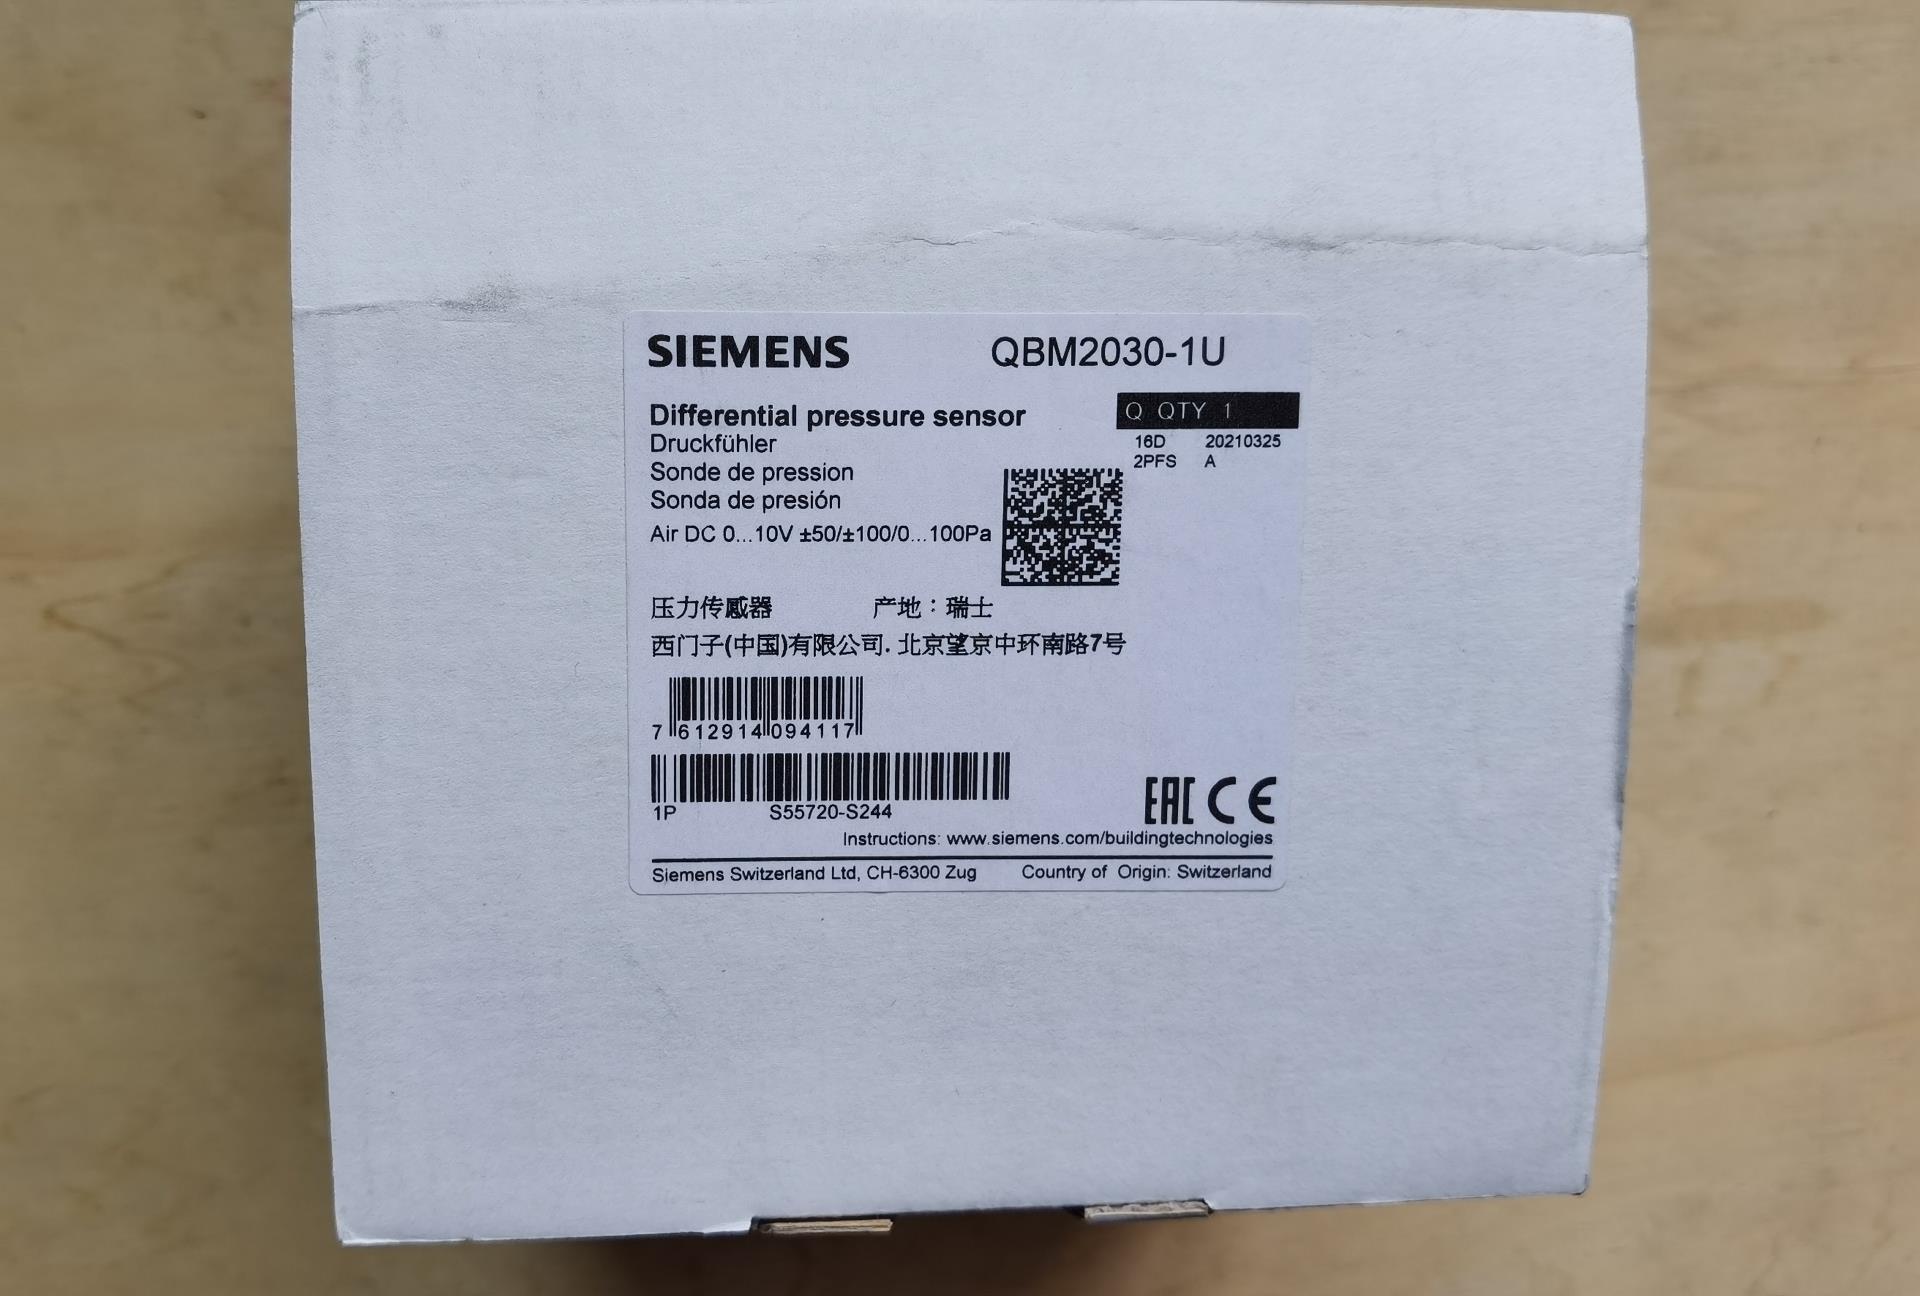 SIEMENS QBM2030-1U
Differential pressure sensor
Q QTY 1
Druckfühler
16D 20210325
Sonde de pression
2PFS A
Sonda de presión
Air DC 0...10V ±50/±100/0...100Pa
压力传感器 产地：瑞士
西门子(中国)有限公司. 北京望京中环南路7号
7 612914 094117
1P S55720-S244
EAC CE
Instructions: www.siemens.com/buildingtechnologies
Siemens Switzerland Ltd, CH-6300 Zug Country of Origin: Switzerland